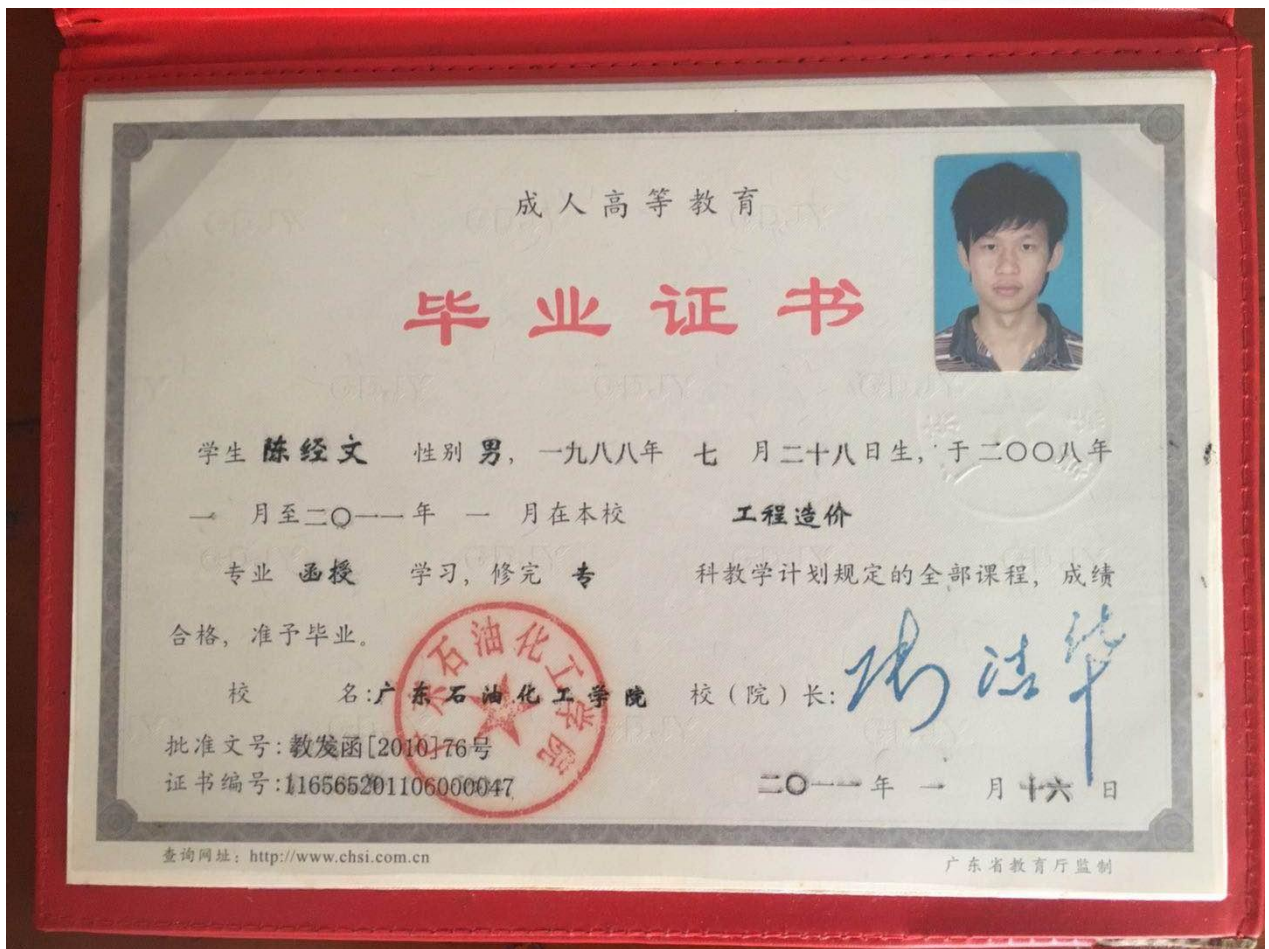 成人高等教育
毕业证书
学生 陈经文 性别 男，一九八八年 七 月二十八日生，于二〇〇八年
一 月至二〇一一年 一 月在本校 工程造价
专业 函授 学习，修完 专 科教学计划规定的全部课程，成绩
合格，准予毕业。
校 名:广东石油化工学院 校（院）长:
批准文号:教发函[2010]76号
证书编号:116565201106000047
二〇一一年 一 月十六日
查询网址：http://www.chsi.com.cn
广东省教育厅监制